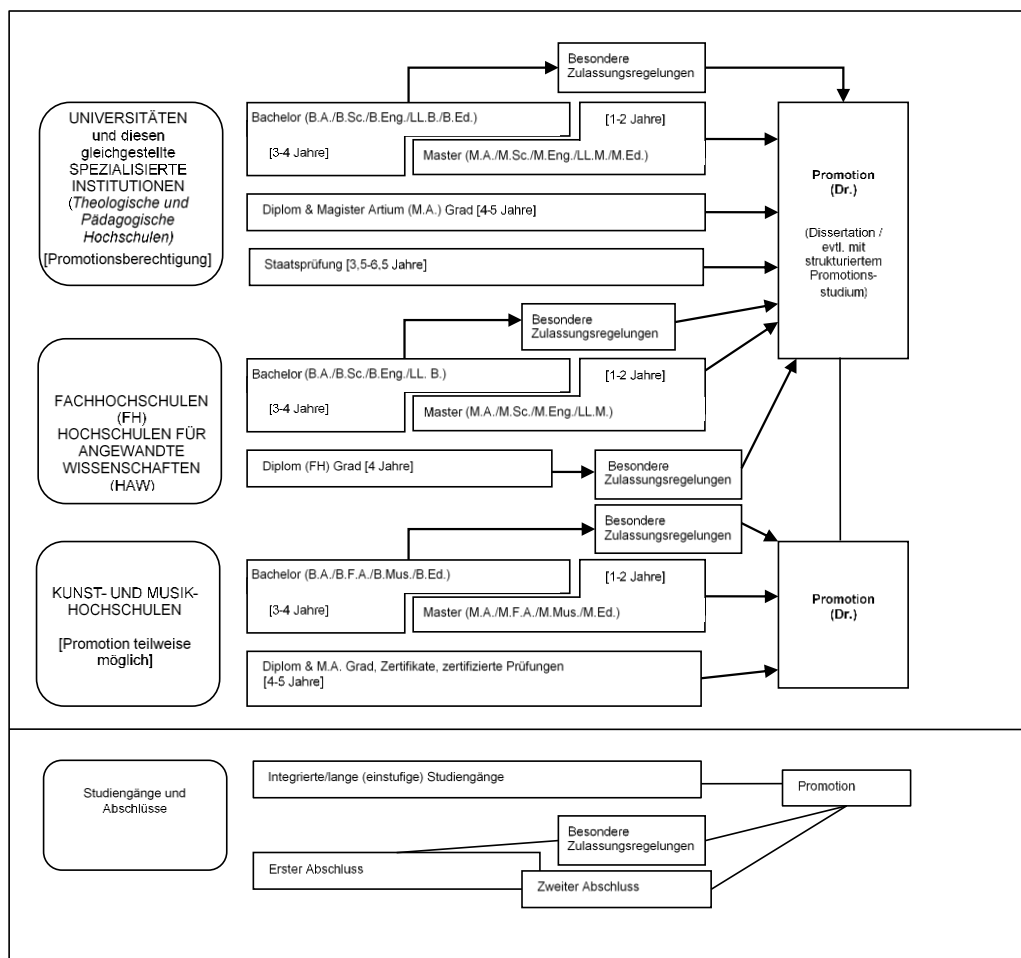 Besondere
Zulassungsregelungen
UNIVERSITÄTEN
und diesen
gleichgestellte
SPEZIALISIERTE
INSTITUTIONEN
(Theologische und
Pädagogische
Hochschulen)
[Promotionsberechtigung]
Bachelor (B.A./B.Sc./B.Eng./LL.B./B.Ed.)
[3-4 Jahre]
[1-2 Jahre]
Master (M.A./M.Sc./M.Eng./LL.M./M.Ed.)
Diplom & Magister Artium (M.A.) Grad [4-5 Jahre]
Staatsprüfung [3,5-6,5 Jahre]
Promotion
(Dr.)
(Dissertation /
evtl. mit
strukturiertem
Promotions-
studium)
FACHHOCHSCHULEN
(FH)
HOCHSCHULEN FÜR
ANGEWANDTE
WISSENSCHAFTEN
(HAW)
Besondere
Zulassungsregelungen
Bachelor (B.A./B.Sc./B.Eng./LL. B.)
[3-4 Jahre]
[1-2 Jahre]
Master (M.A./M.Sc./M.Eng./LL.M.)
Diplom (FH) Grad [4 Jahre]
Besondere
Zulassungsregelungen
KUNST- UND MUSIK-
HOCHSCHULEN
[Promotion teilweise
möglich]
Besondere
Zulassungsregelungen
Bachelor (B.A./B.F.A./B.Mus./B.Ed.)
[3-4 Jahre]
[1-2 Jahre]
Master (M.A./M.F.A./M.Mus./M.Ed.)
Diplom & M.A. Grad, Zertifikate, zertifizierte Prüfungen
[4-5 Jahre]
Promotion
(Dr.)
Studiengänge und
Abschlüsse
Integrierte/lange (einstufige) Studiengänge
Promotion
Besondere
Zulassungsregelungen
Erster Abschluss
Zweiter Abschluss